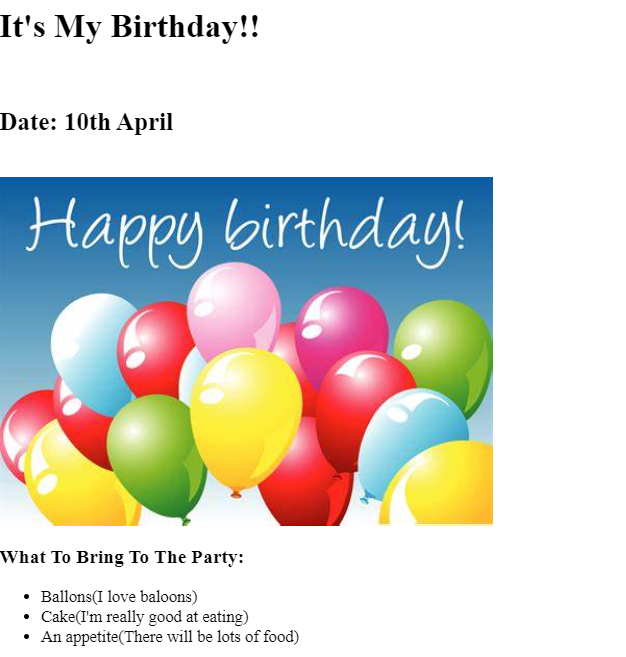 It's My Birthday!!
Date: 10th April
Happy birthday!
What To Bring To The Party:
Ballons(I love baloons)
Cake(I'm really good at eating)
An appetite(There will be lots of food)